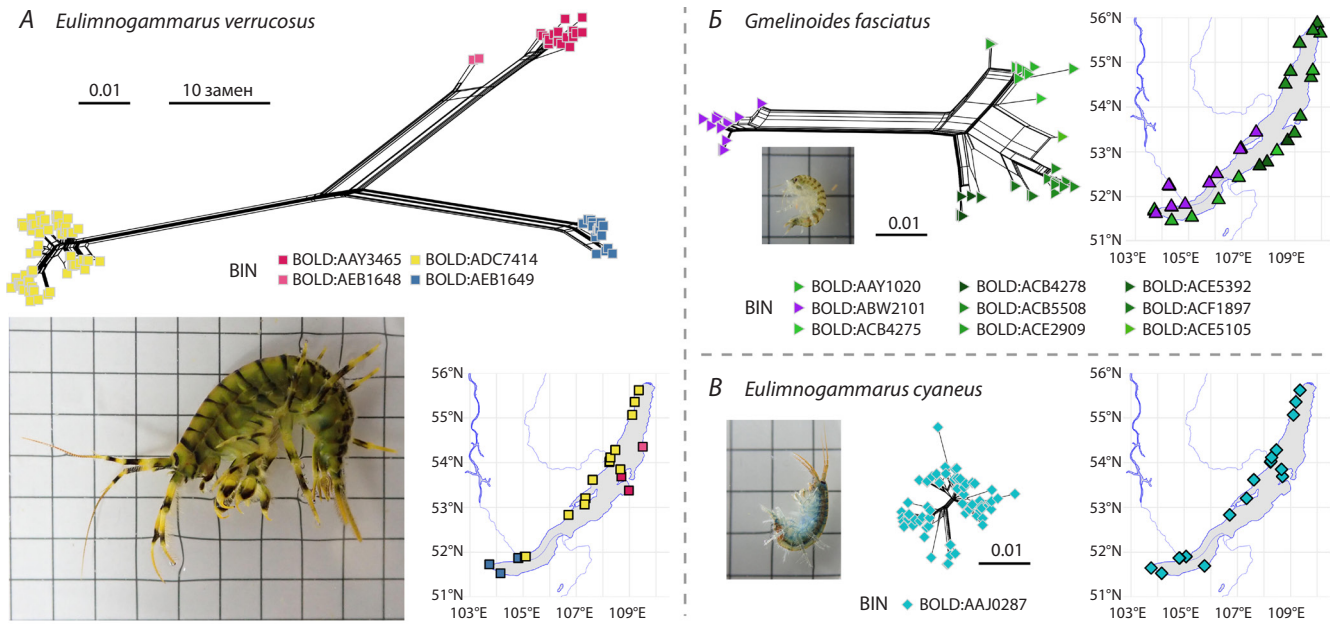 А Eulimnogammarus verrucosus
0.01 10 замен
BIN
BOLD:AAY3465 BOLD:ADC7414
BOLD:AEB1648 BOLD:AEB1649
56°N
55°N
54°N
53°N
52°N
51°N
103°E 105°E 107°E 109°E
Б Gmelinoides fasciatus
0.01
56°N
55°N
54°N
53°N
52°N
51°N
103°E 105°E 107°E 109°E
BIN
BOLD:AAY1020 BOLD:ACB4278 BOLD:ACE5392
BOLD:ABW2101 BOLD:ACB5508 BOLD:ACF1897
BOLD:ACB4275 BOLD:ACE2909 BOLD:ACE5105
В Eulimnogammarus cyaneus
0.01
BIN BOLD:AAJ0287
56°N
55°N
54°N
53°N
52°N
51°N
103°E 105°E 107°E 109°E